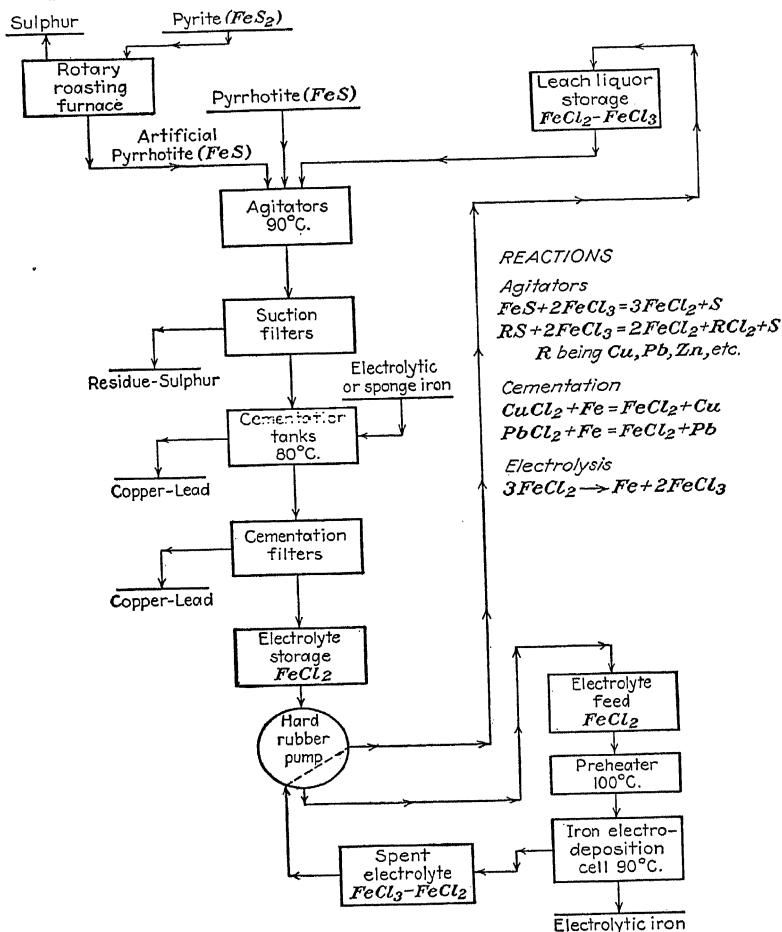 Sulphur
Pyrite (FeS₂)
Rotary
roasting
furnace
Pyrrhotite (FeS)
Leach liquor
storage
FeCl₂-FeCl₃
Artificial
Pyrrhotite (FeS)
Agitators
90°C.
REACTIONS
Agitators
FeS+2FeCl₃=3FeCl₂+S
RS+2FeCl₃=2FeCl₂+RCl₂+S
R being Cu, Pb, Zn, etc.
Suction
filters
Residue-Sulphur
Electrolytic
or sponge iron
Cementation
tanks
80°C.
Cementation
CuCl₂+Fe=FeCl₂+Cu
PbCl₂+Fe=FeCl₂+Pb
Copper-Lead
Electrolysis
3FeCl₂→Fe+2FeCl₃
Cementation
filters
Copper-Lead
Electrolyte
storage
FeCl₂
Hard
rubber
pump
Electrolyte
feed
FeCl₂
Preheater
100°C.
Iron electro-
deposition
cell 90°C.
Spent
electrolyte
FeCl₃-FeCl₂
Electrolytic iron